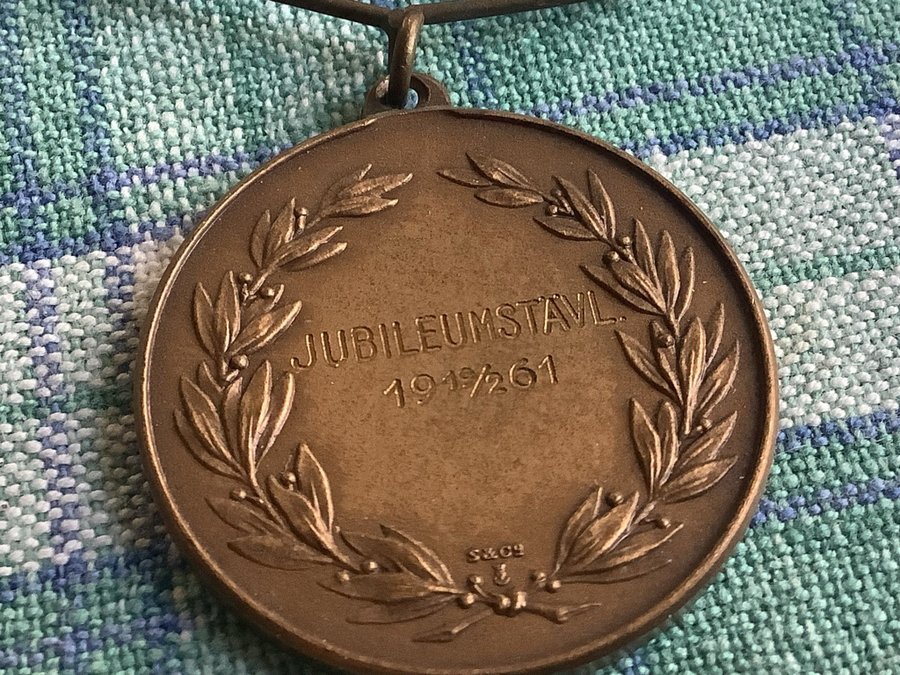 JUBILEUMSTÄVL.
19 19/2 61
S&Co